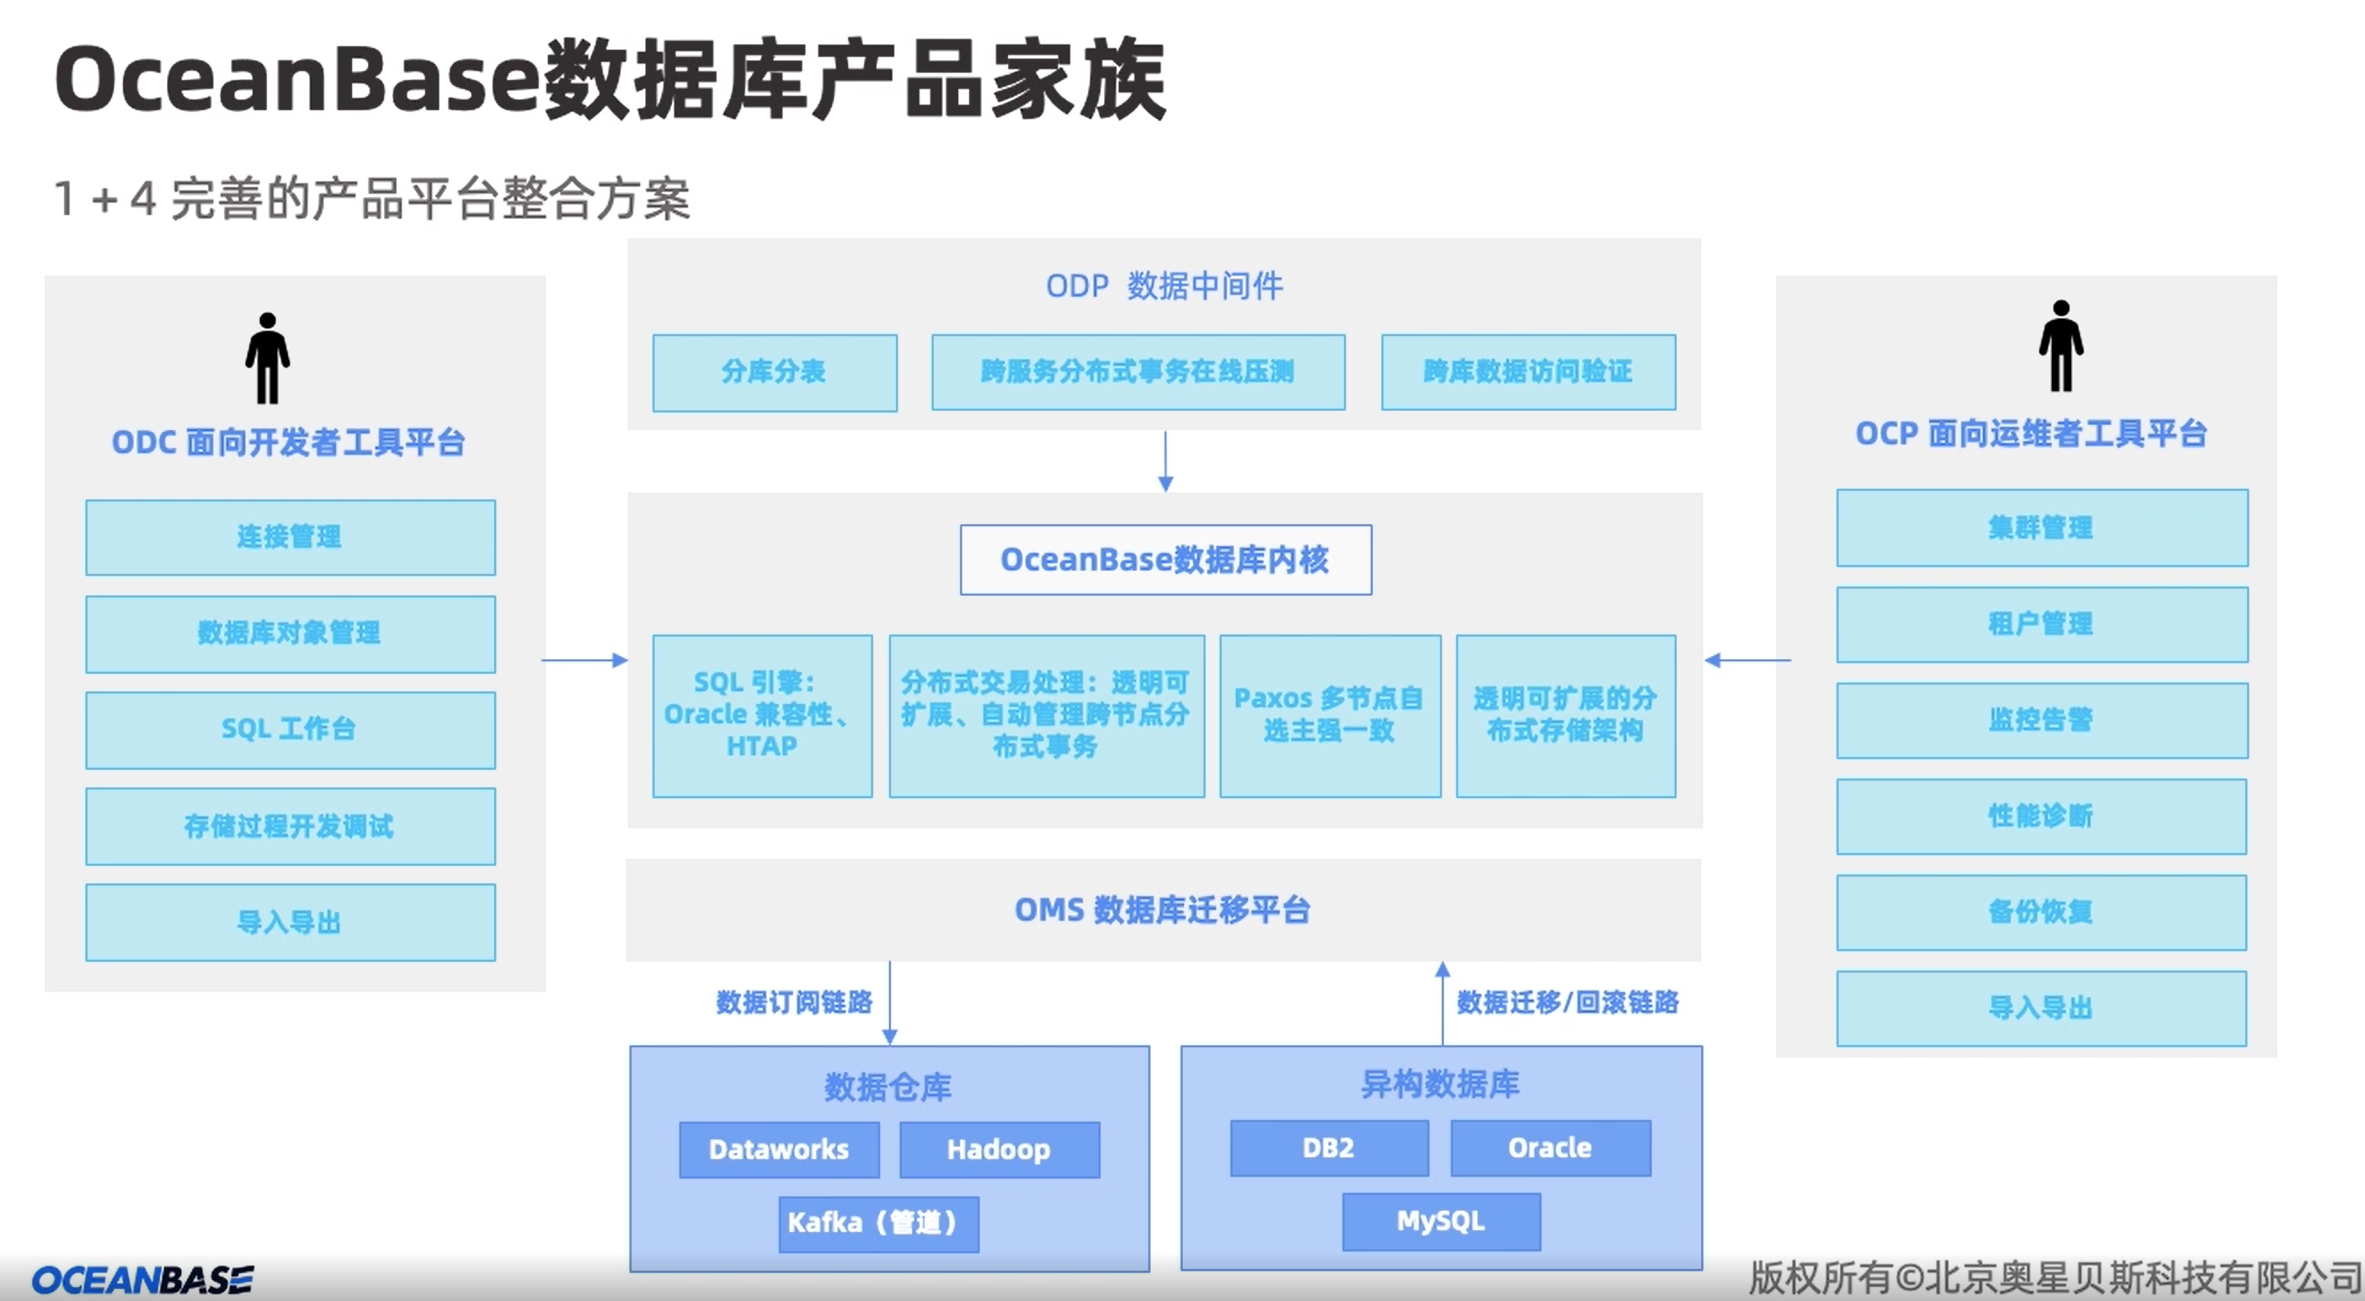 OceanBase数据库产品家族
1 + 4 完善的产品平台整合方案
ODC 面向开发者工具平台
连接管理
数据库对象管理
SQL 工作台
存储过程开发调试
导入导出
ODP 数据中间件
分库分表
跨服务分布式事务在线压测
跨库数据访问验证
OceanBase数据库内核
SQL 引擎：
Oracle 兼容性、
HTAP
分布式交易处理：透明可
扩展、自动管理跨节点分
布式事务
Paxos 多节点自
选主强一致
透明可扩展的分
布式存储架构
OMS 数据库迁移平台
数据订阅链路
数据迁移/回滚链路
数据仓库
Dataworks
Hadoop
Kafka（管道）
异构数据库
DB2
Oracle
MySQL
OCP 面向运维者工具平台
集群管理
租户管理
监控告警
性能诊断
备份恢复
导入导出
OCEANBASE
版权所有©北京奥星贝斯科技有限公司